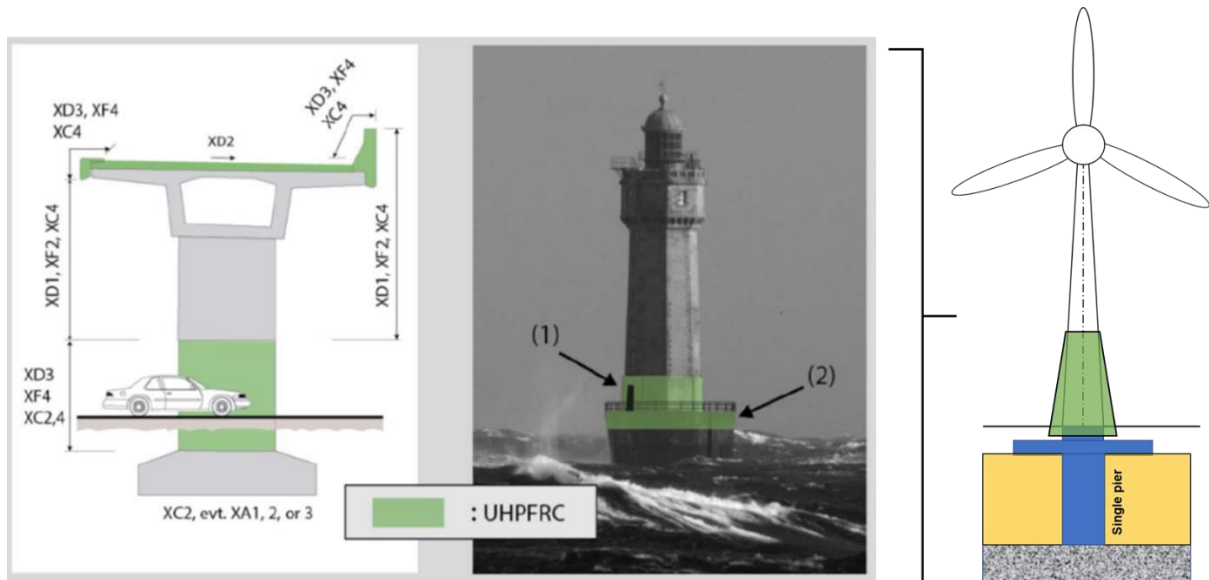 XD3, XF4
XC4
XD2
XD3, XF4
XC4
XD1, XF2, XC4
XD1, XF2, XC4
XD3
XF4
XC2,4
XC2, evt. XA1, 2, or 3
(1)
(2)
: UHPFRC
Single pier